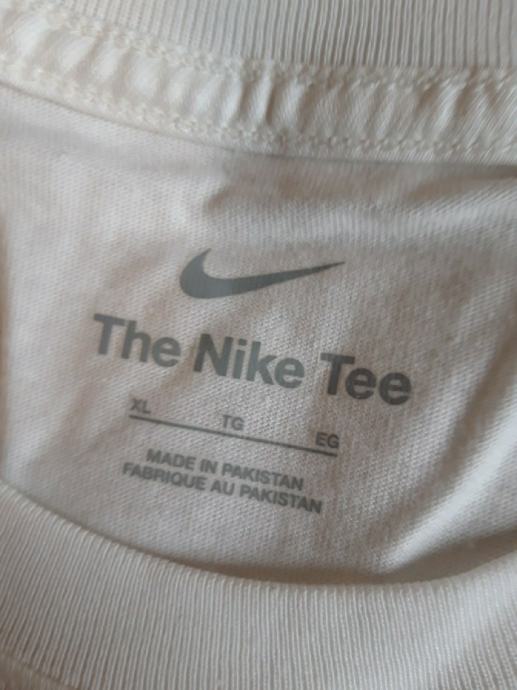 The Nike Tee
XL TG EG
MADE IN PAKISTAN
FABRIQUE AU PAKISTAN